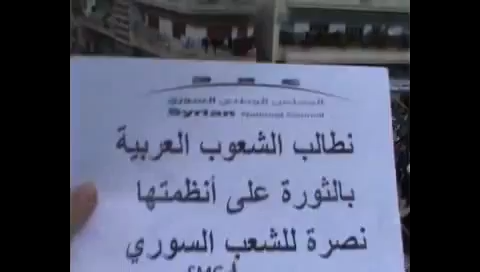 المجلس الوطني السوري
Syrian National Council
نطالب الشعوب العربية
بالثورة على أنظمتها
نصرة للشعب السوري